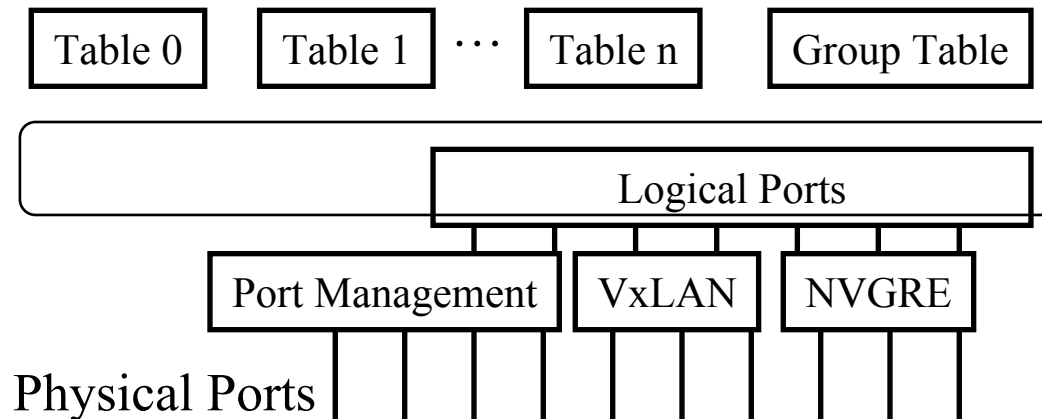 Table 0 Table 1 ... Table n Group Table
Logical Ports
Port Management VxLAN NVGRE
Physical Ports